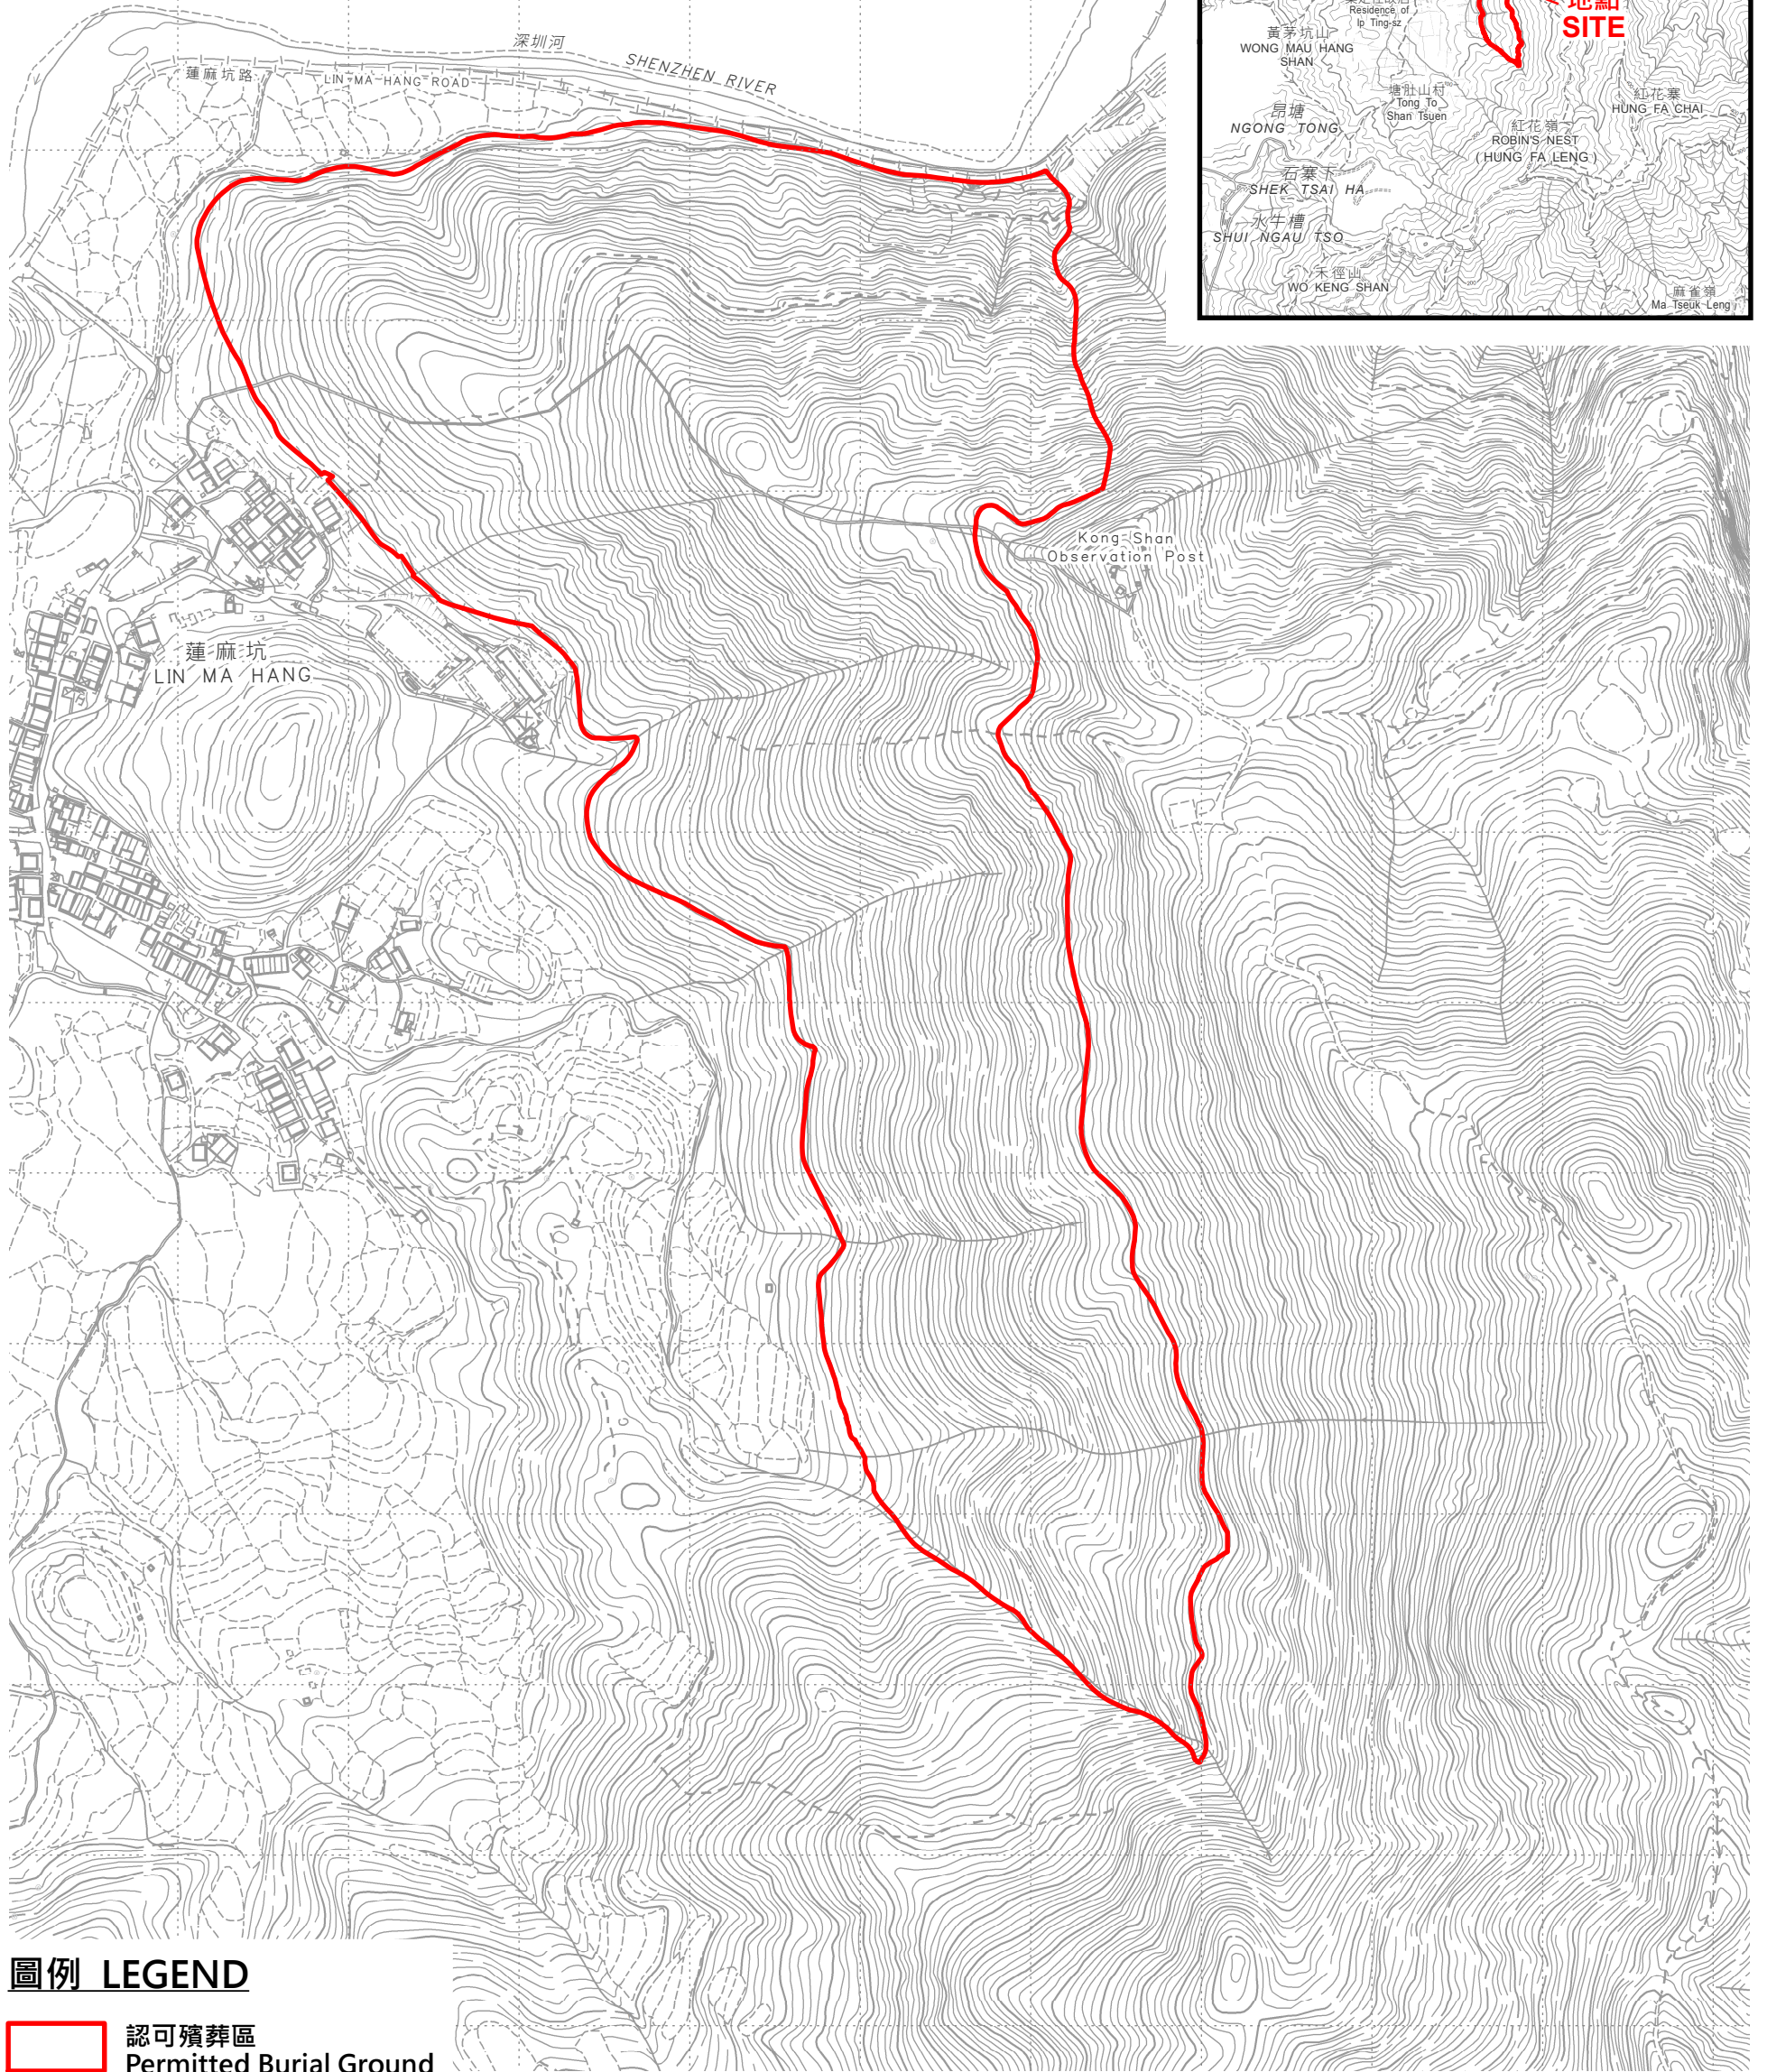 深圳河
SHENZHEN RIVER
蓮麻坑路
LIN MA HANG ROAD
Residence of
Ip Ting-sz
地點
SITE
黃茅坑山
WONG MAU HANG
SHAN
塘肚山村
Tong To
Shan Tsuen
紅花寨
HUNG FA CHAI
昂塘
NGONG TONG
紅花嶺
ROBIN'S NEST
( HUNG FA LENG )
石寨下
SHEK TSAI HA
水牛槽
SHUI NGAU TSO
禾徑山
WO KENG SHAN
麻雀嶺
Ma Tseuk Leng
Kong Shan
Observation Post
蓮麻坑
LIN MA HANG
圖例 LEGEND
認可殯葬區
Permitted Burial Ground